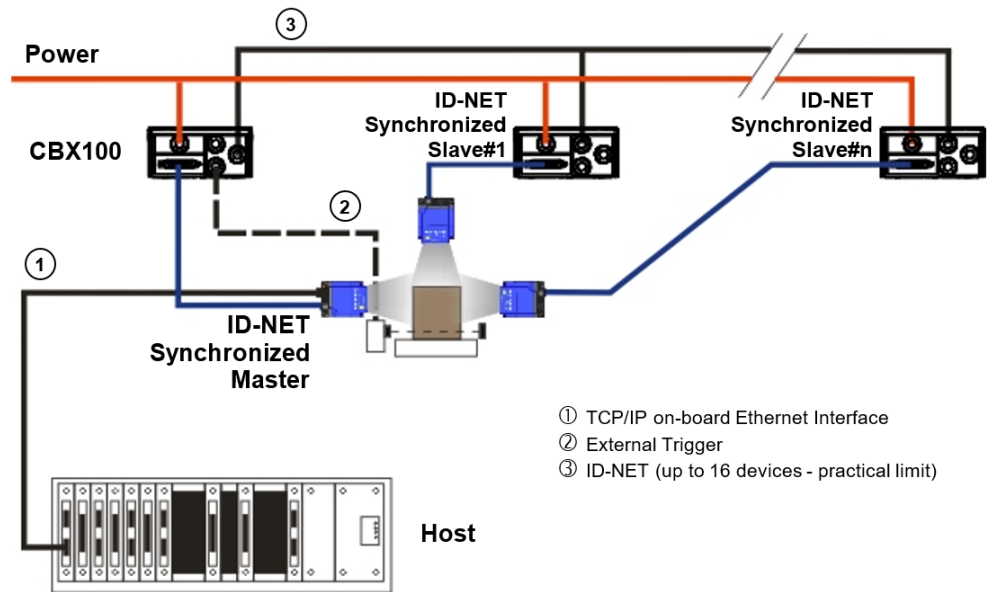 ③
Power
CBX100
ID-NET
Synchronized
Slave#1
ID-NET
Synchronized
Slave#n
②
①
ID-NET
Synchronized
Master
① TCP/IP on-board Ethernet Interface
② External Trigger
③ ID-NET (up to 16 devices - practical limit)
Host